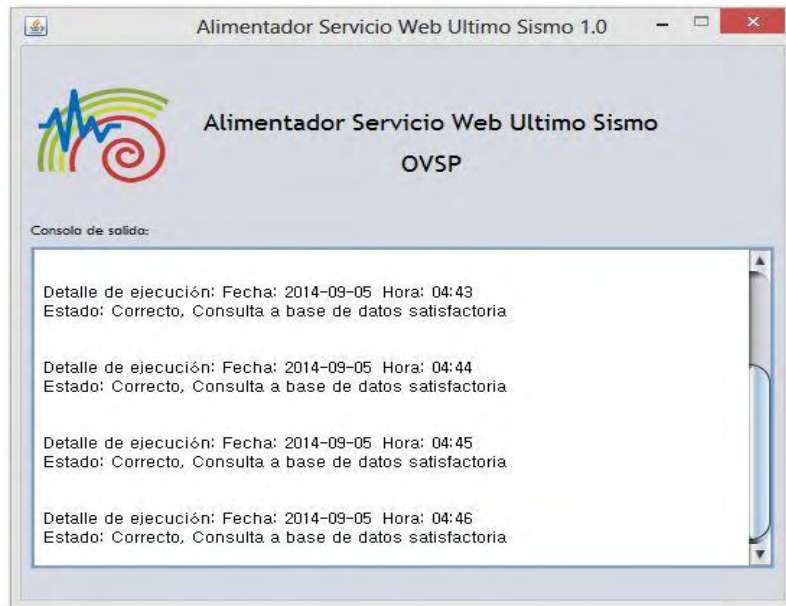 Alimentador Servicio Web Ultimo Sismo 1.0
Alimentador Servicio Web Ultimo Sismo
OVSP
Consola de salida:
Detalle de ejecución: Fecha: 2014-09-05 Hora: 04:43
Estado: Correcto, Consulta a base de datos satisfactoria
Detalle de ejecución: Fecha: 2014-09-05 Hora: 04:44
Estado: Correcto, Consulta a base de datos satisfactoria
Detalle de ejecución: Fecha: 2014-09-05 Hora: 04:45
Estado: Correcto, Consulta a base de datos satisfactoria
Detalle de ejecución: Fecha: 2014-09-05 Hora: 04:46
Estado: Correcto, Consulta a base de datos satisfactoria